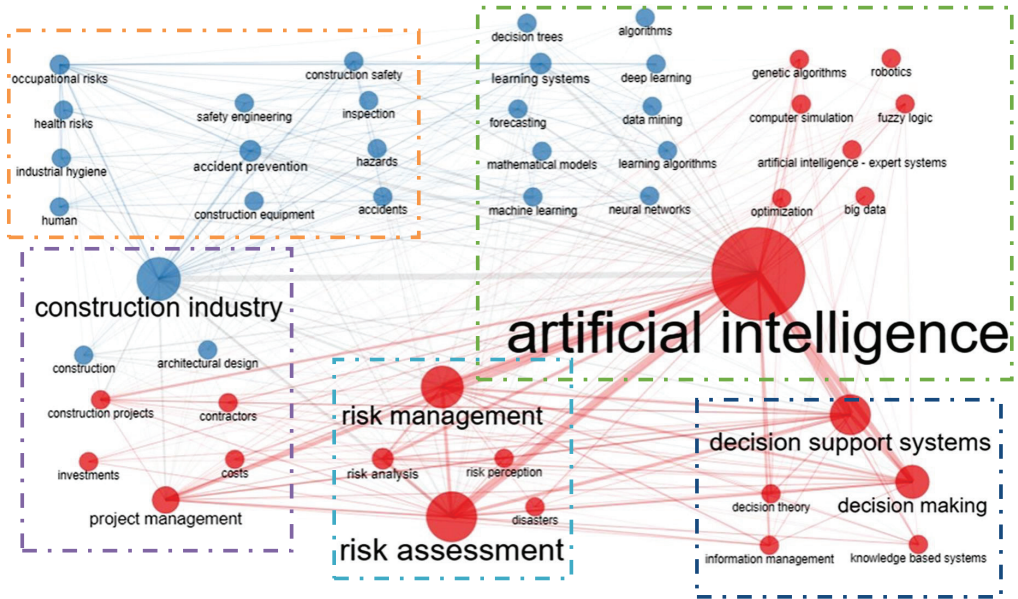 occupational risks
construction safety
health risks
safety engineering
inspection
industrial hygiene
accident prevention
hazards
human
construction equipment
accidents
decision trees
algorithms
learning systems
deep learning
forecasting
data mining
mathematical models
learning algorithms
machine learning
neural networks
genetic algorithms
robotics
computer simulation
fuzzy logic
artificial intelligence - expert systems
optimization
big data
artificial intelligence
construction industry
construction
architectural design
construction projects
contractors
investments
costs
project management
risk management
risk analysis
risk perception
disasters
risk assessment
decision support systems
decision making
decision theory
information management
knowledge based systems